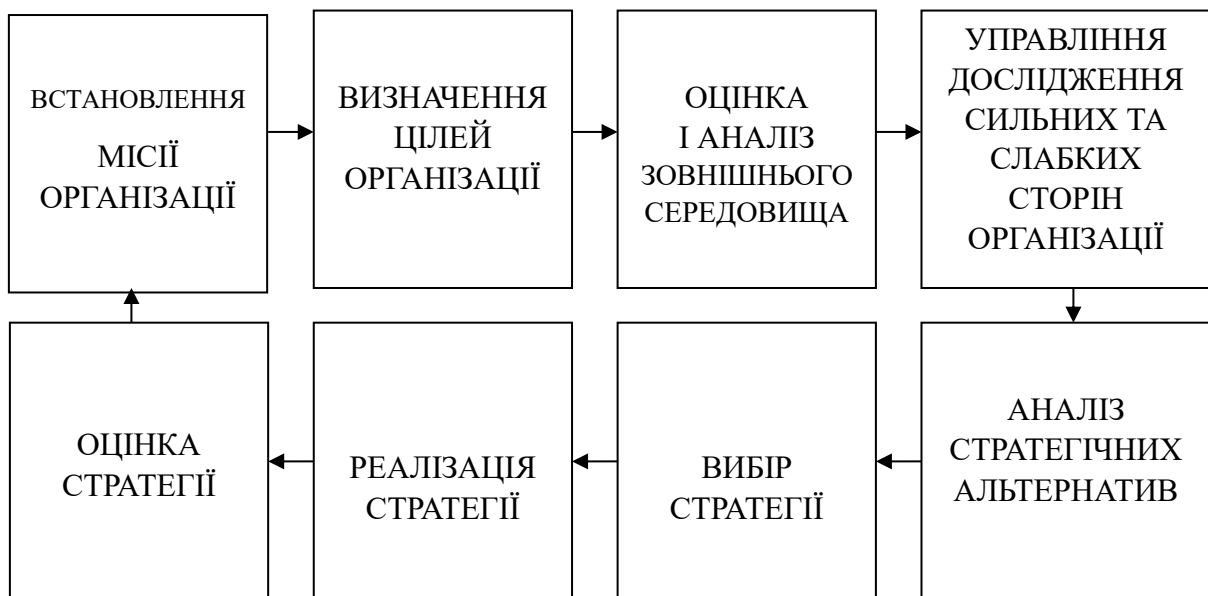 ВСТАНОВЛЕННЯ
МІСІЇ
ОРГАНІЗАЦІЇ
ВИЗНАЧЕННЯ
ЦІЛЕЙ
ОРГАНІЗАЦІЇ
ОЦІНКА
І АНАЛІЗ
ЗОВНІШНЬОГО
СЕРЕДОВИЩА
УПРАВЛІННЯ
ДОСЛІДЖЕННЯ
СИЛЬНИХ ТА
СЛАБКИХ
СТОРІН
ОРГАНІЗАЦІЇ
АНАЛІЗ
СТРАТЕГІЧНИХ
АЛЬТЕРНАТИВ
ВИБІР
СТРАТЕГІЇ
РЕАЛІЗАЦІЯ
СТРАТЕГІЇ
ОЦІНКА
СТРАТЕГІЇ